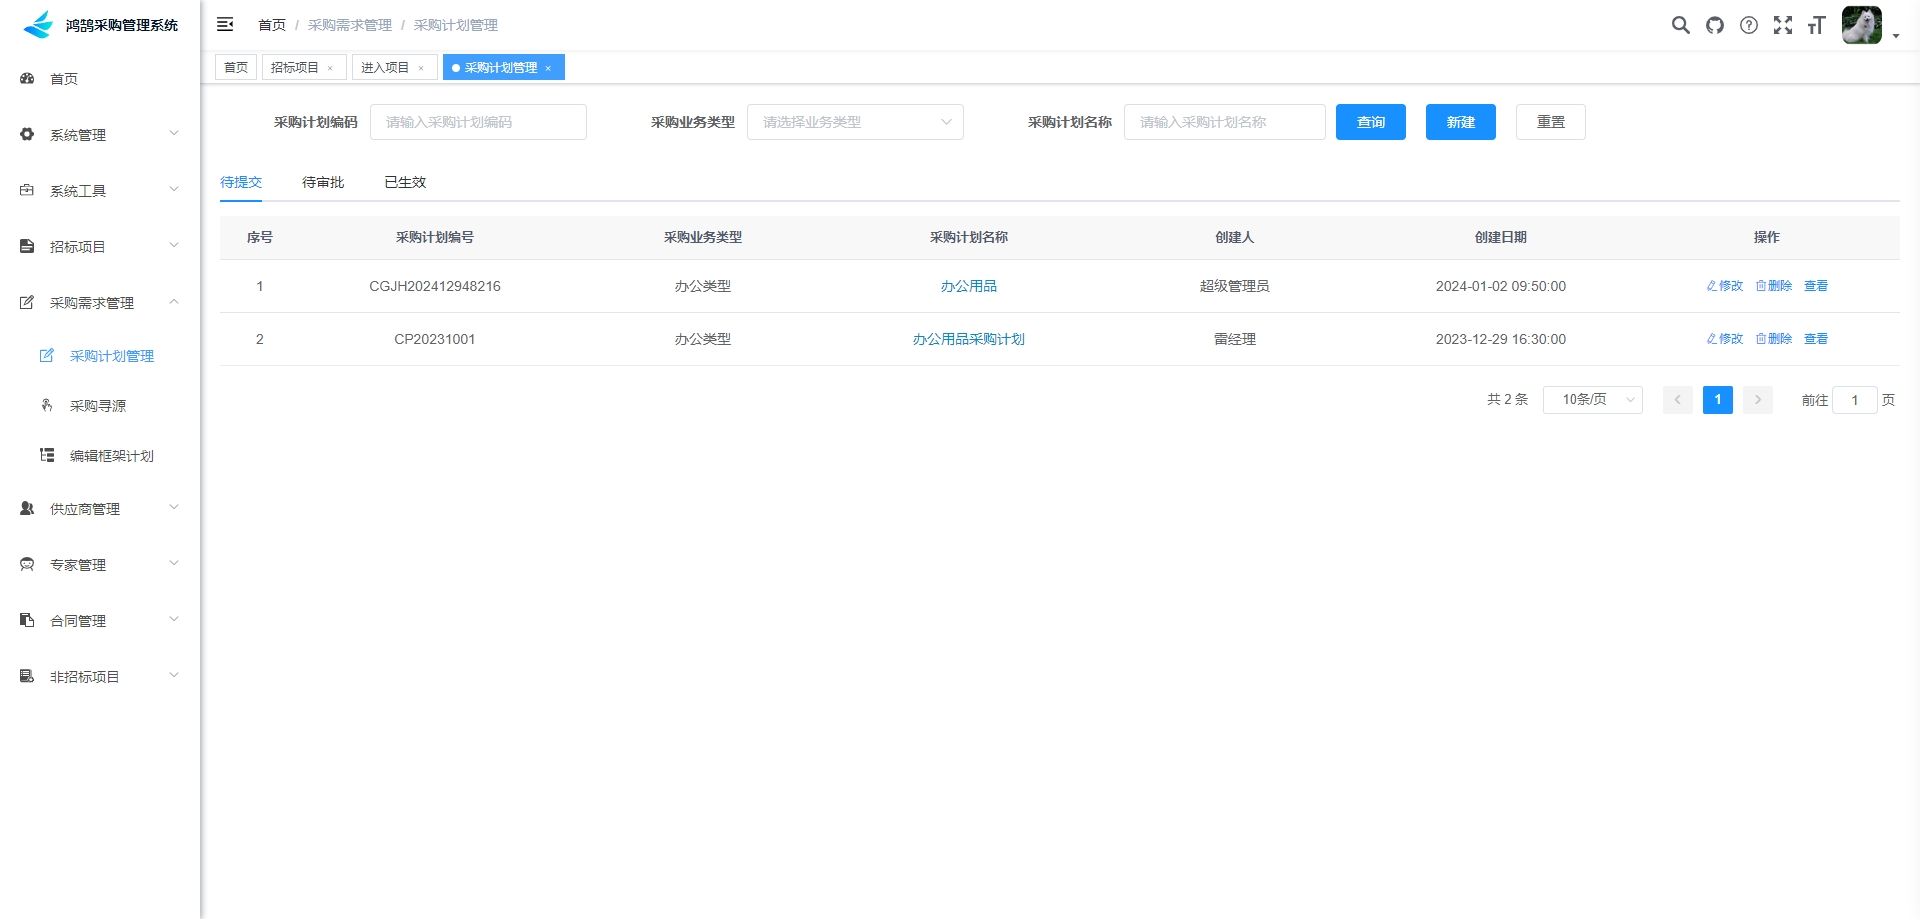 鸿鹄采购管理系统
首页 / 采购需求管理 / 采购计划管理
首页
系统管理
系统工具
招标项目
采购需求管理
采购计划管理
采购寻源
编辑框架计划
供应商管理
专家管理
合同管理
非招标项目
首页 招标项目 × 进入项目 × 采购计划管理 ×
采购计划编码 请输入采购计划编码 采购业务类型 请选择业务类型 采购计划名称 请输入采购计划名称 查询 新建 重置
待提交 待审批 已生效
序号 采购计划编号 采购业务类型 采购计划名称 创建人 创建日期 操作
1 CGJH202412948216 办公类型 办公用品 超级管理员 2024-01-02 09:50:00 修改 删除 查看
2 CP20231001 办公类型 办公用品采购计划 雷经理 2023-12-29 16:30:00 修改 删除 查看
共 2 条 10条/页 < 1 > 前往 1 页